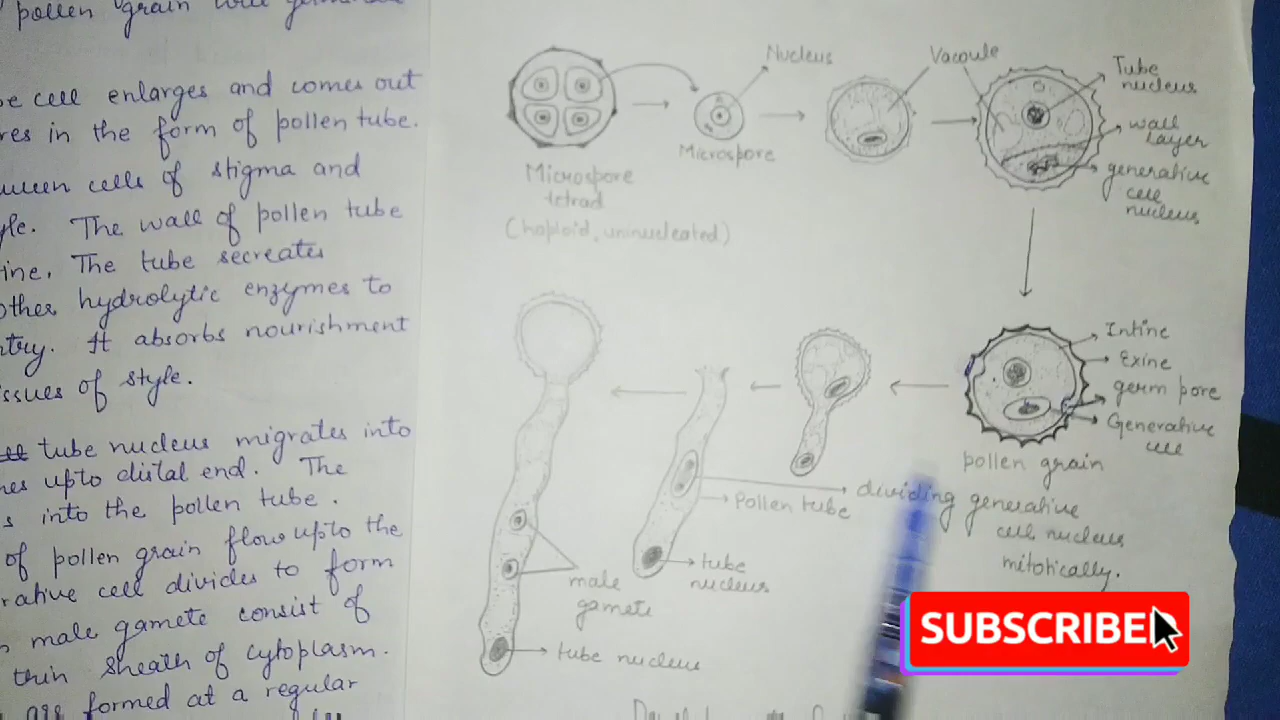 pollen grain will
be cell enlarges and comes out
res in the form of pollen tube.
ween cells of stigma and
yle. The wall of pollen tube
ine. The tube secreates
other hydrolytic enzymes to
ntry. It absorbs nourishment
issues of style.
tube nucleus migrates into
hes upto distal end. The
s into the pollen tube.
of pollen grain flow upto the
rative cell divides to form
male gamete consist of
thin sheath of cytoplasm.
are formed at a regular
Nucleus
Vacoule
Tube
nucleus
wall
layer
generative
cell
nucleus
Microspore
Microspore
tetrad
(haploid, uninucleated)
Intine
Exine
germ pore
Generative
cell
pollen grain
dividing generative
cell nucleus
mitotically.
Pollen tube
tube
nucleus
male
gamete
tube nucleus
SUBSCRIBE